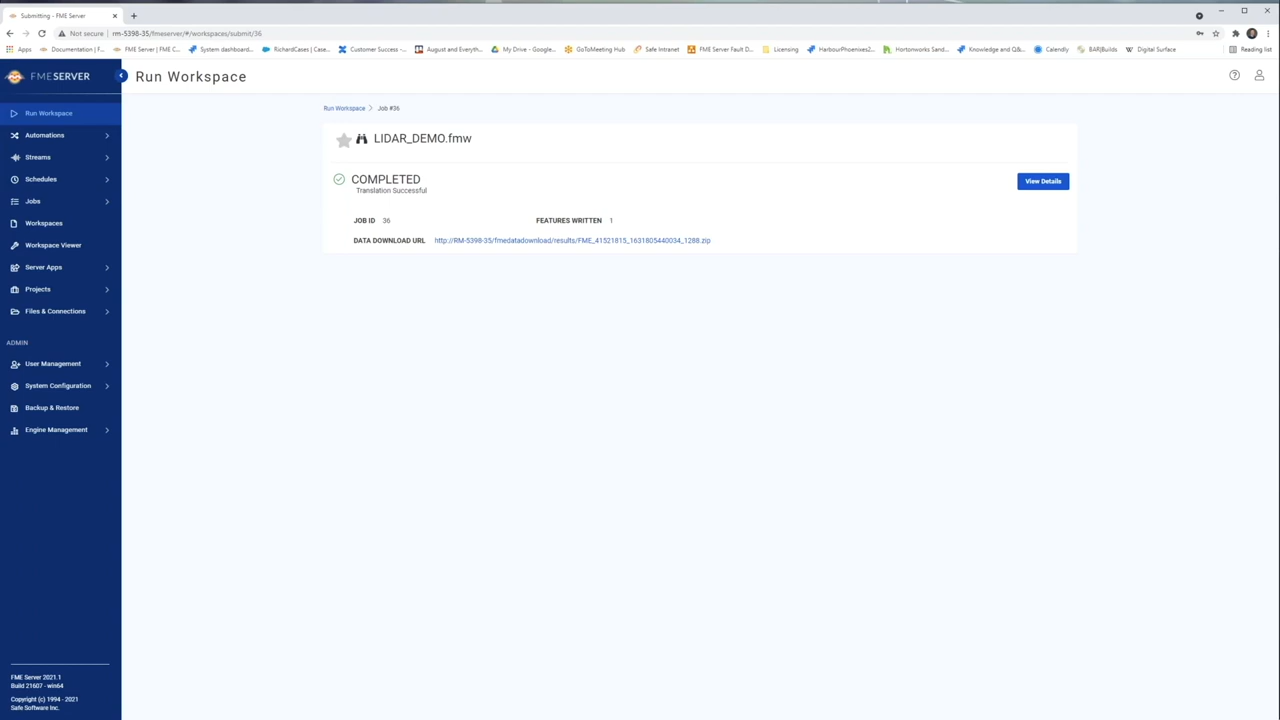 Submitting - FME Server
Not secure | rm-5398-35/fmeserver/#/workspaces/submit/36
Apps Documentation | F... FME Server | FME C... System dashboard... RichardCases | Case... Customer Success -... August and Everyth... My Drive - Google... GoToMeeting Hub Safe Intranet FME Server Fault D... Licensing HarbourPhoenixes2... Hortonworks Sand... Knowledge and Q&A... Calendly BAR|Builds Digital Surface Reading list
FMESERVER
Run Workspace
Run Workspace
Automations
Streams
Schedules
Jobs
Workspaces
Workspace Viewer
Server Apps
Projects
Files & Connections
ADMIN
User Management
System Configuration
Backup & Restore
Engine Management
FME Server 2021.1
Build 21607 - win64
Copyright (c) 1994 - 2021
Safe Software Inc.
Run Workspace > Job #36
LIDAR_DEMO.fmw
COMPLETED
Translation Successful
View Details
JOB ID 36 FEATURES WRITTEN 1
DATA DOWNLOAD URL http://RM-5398-35/fmedatadownload/results/FME_41521815_1631805440034_1288.zip